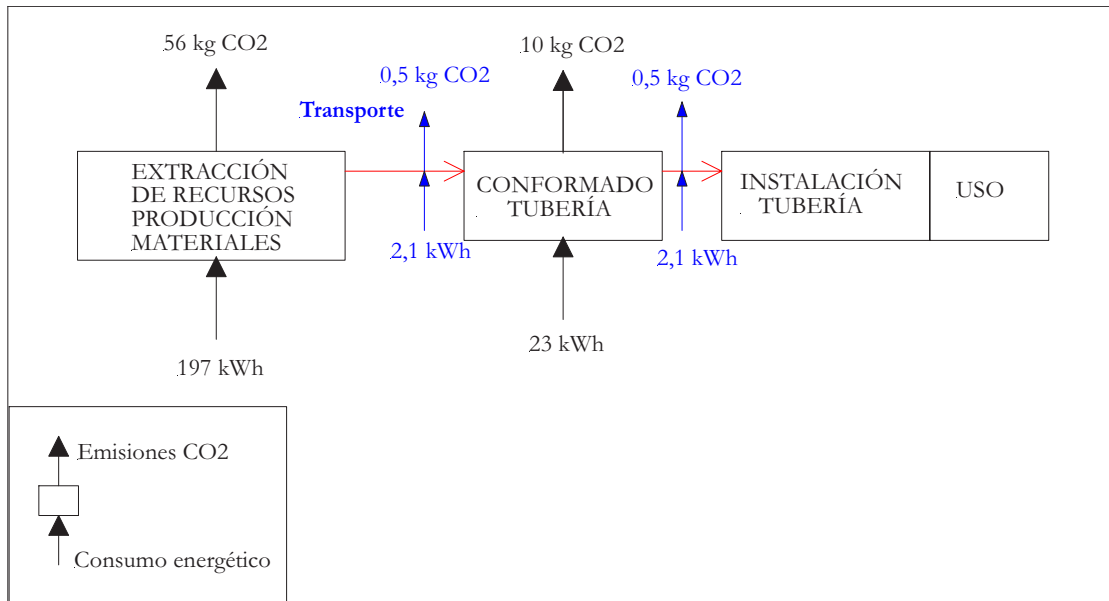 56 kg CO2
10 kg CO2
0,5 kg CO2
0,5 kg CO2
Transporte
EXTRACCIÓN
DE RECURSOS
PRODUCCIÓN
MATERIALES
CONFORMADO
TUBERÍA
INSTALACIÓN
TUBERÍA
USO
2,1 kWh
2,1 kWh
197 kWh
23 kWh
Emisiones CO2
Consumo energético